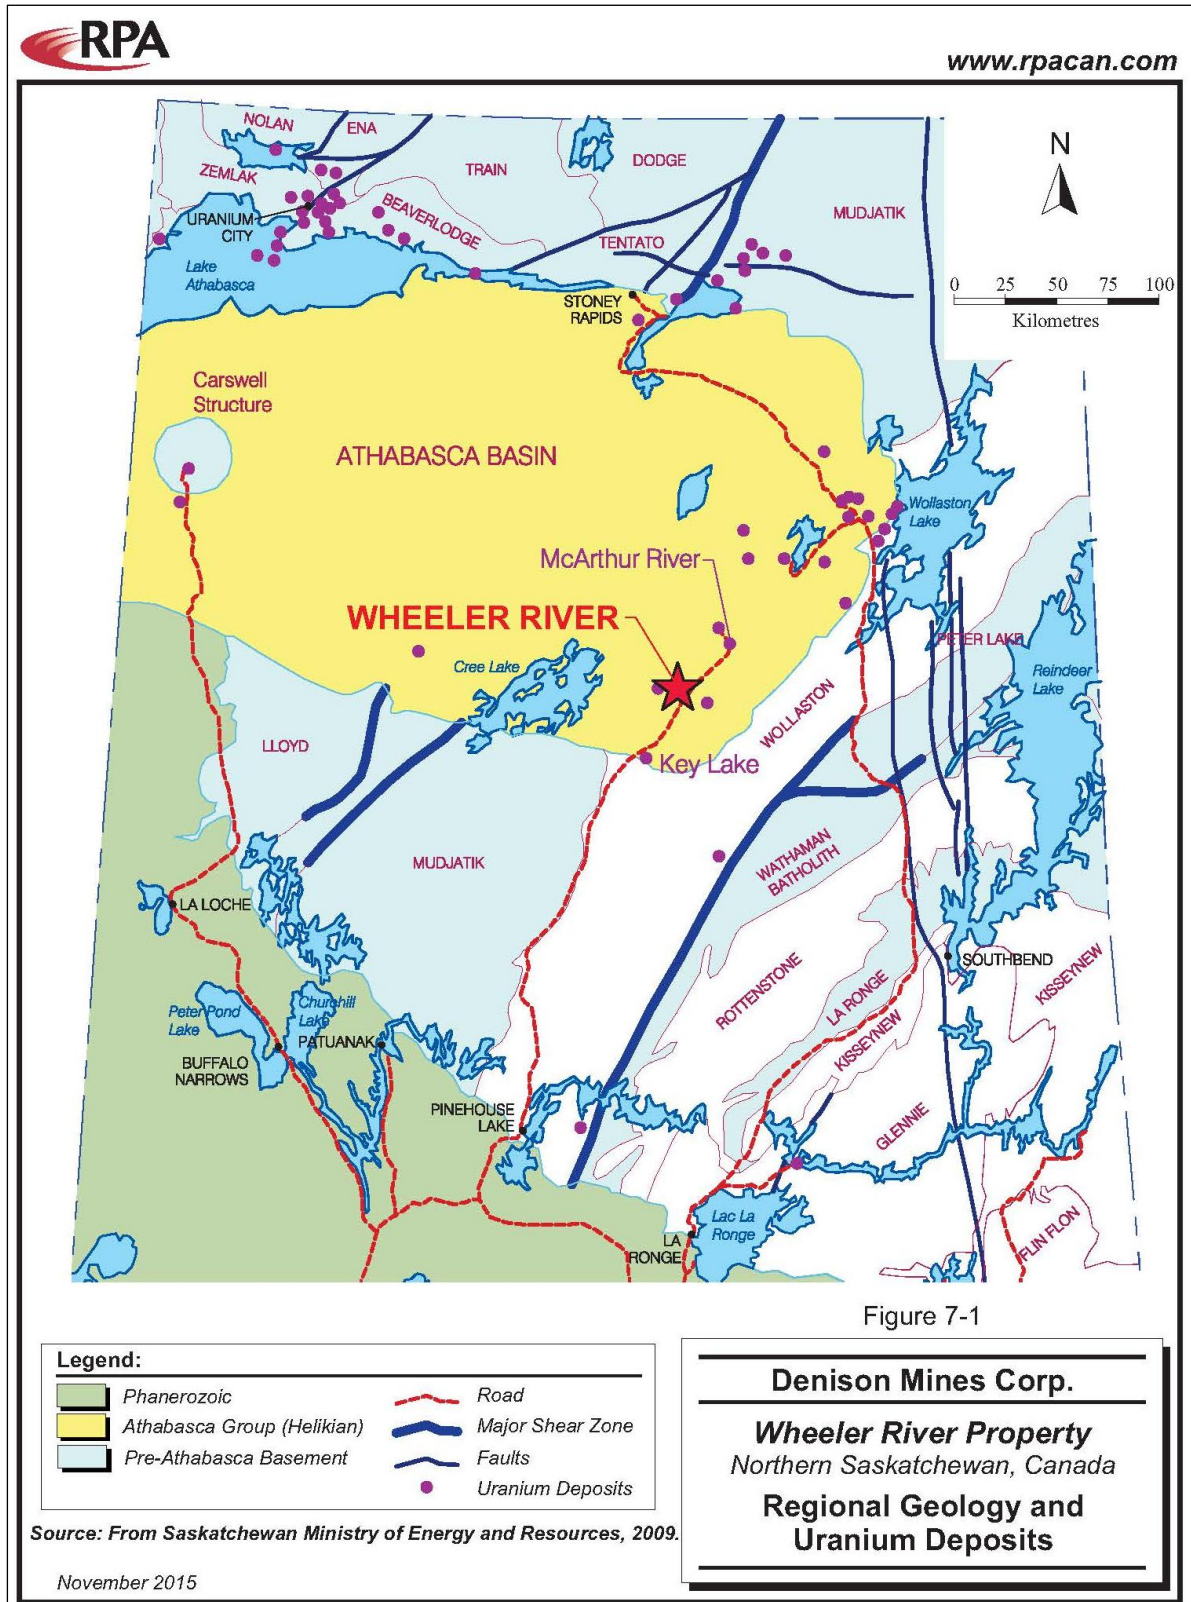 RPA
www.rpacan.com
NOLAN
ENA
ZEMLAK
TRAIN
DODGE
N
BEAVERLODGE
MUDJATIK
URANIUM
CITY
TENTATO
Lake
Athabasca
0 25 50 75 100
Kilometres
STONEY
RAPIDS
Carswell
Structure
ATHABASCA BASIN
Wollaston
Lake
McArthur River
WHEELER RIVER
PETER LAKE
Cree Lake
Reindeer
Lake
WOLLASTON
LLOYD
Key Lake
MUDJATIK
WATHAMAN
BATHOLITH
LA LOCHE
SOUTHBEND
ROTTENSTONE
LA RONGE
KISSEYNEW
KISSEYNEW
Peter Pond
Lake
Churchill
Lake
PATUANAK
BUFFALO
NARROWS
PINEHOUSE
LAKE
GLENNIE
Lac La
Ronge
LA
RONGE
FLIN FLON
Figure 7-1
Legend:
Phanerozoic
Athabasca Group (Helikian)
Pre-Athabasca Basement
Road
Major Shear Zone
Faults
Uranium Deposits
Source: From Saskatchewan Ministry of Energy and Resources, 2009.
November 2015
Denison Mines Corp.
Wheeler River Property
Northern Saskatchewan, Canada
Regional Geology and
Uranium Deposits